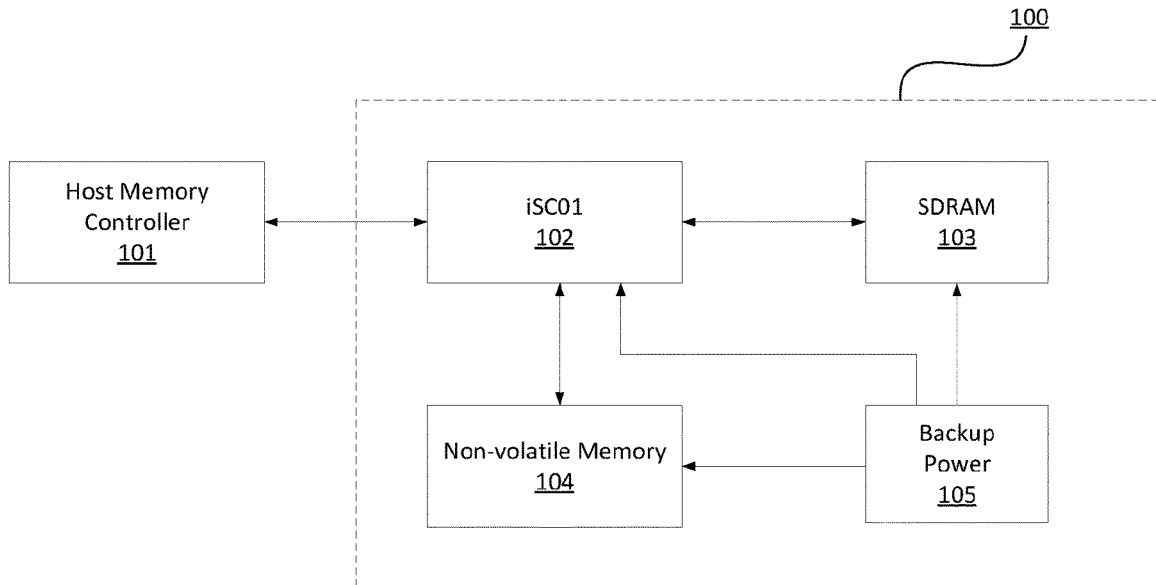 100
Host Memory
Controller
101
iSC01
102
SDRAM
103
Non-volatile Memory
104
Backup
Power
105